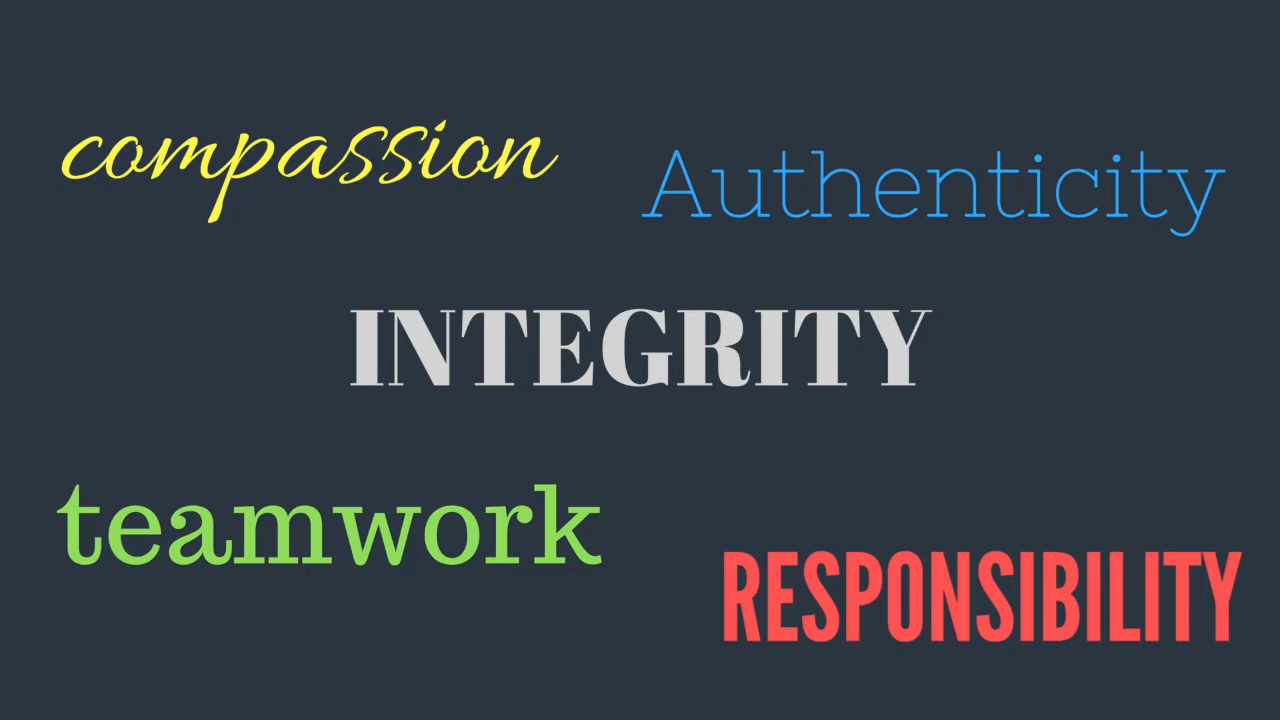 compassion
Authenticity
INTEGRITY
teamwork
RESPONSIBILITY